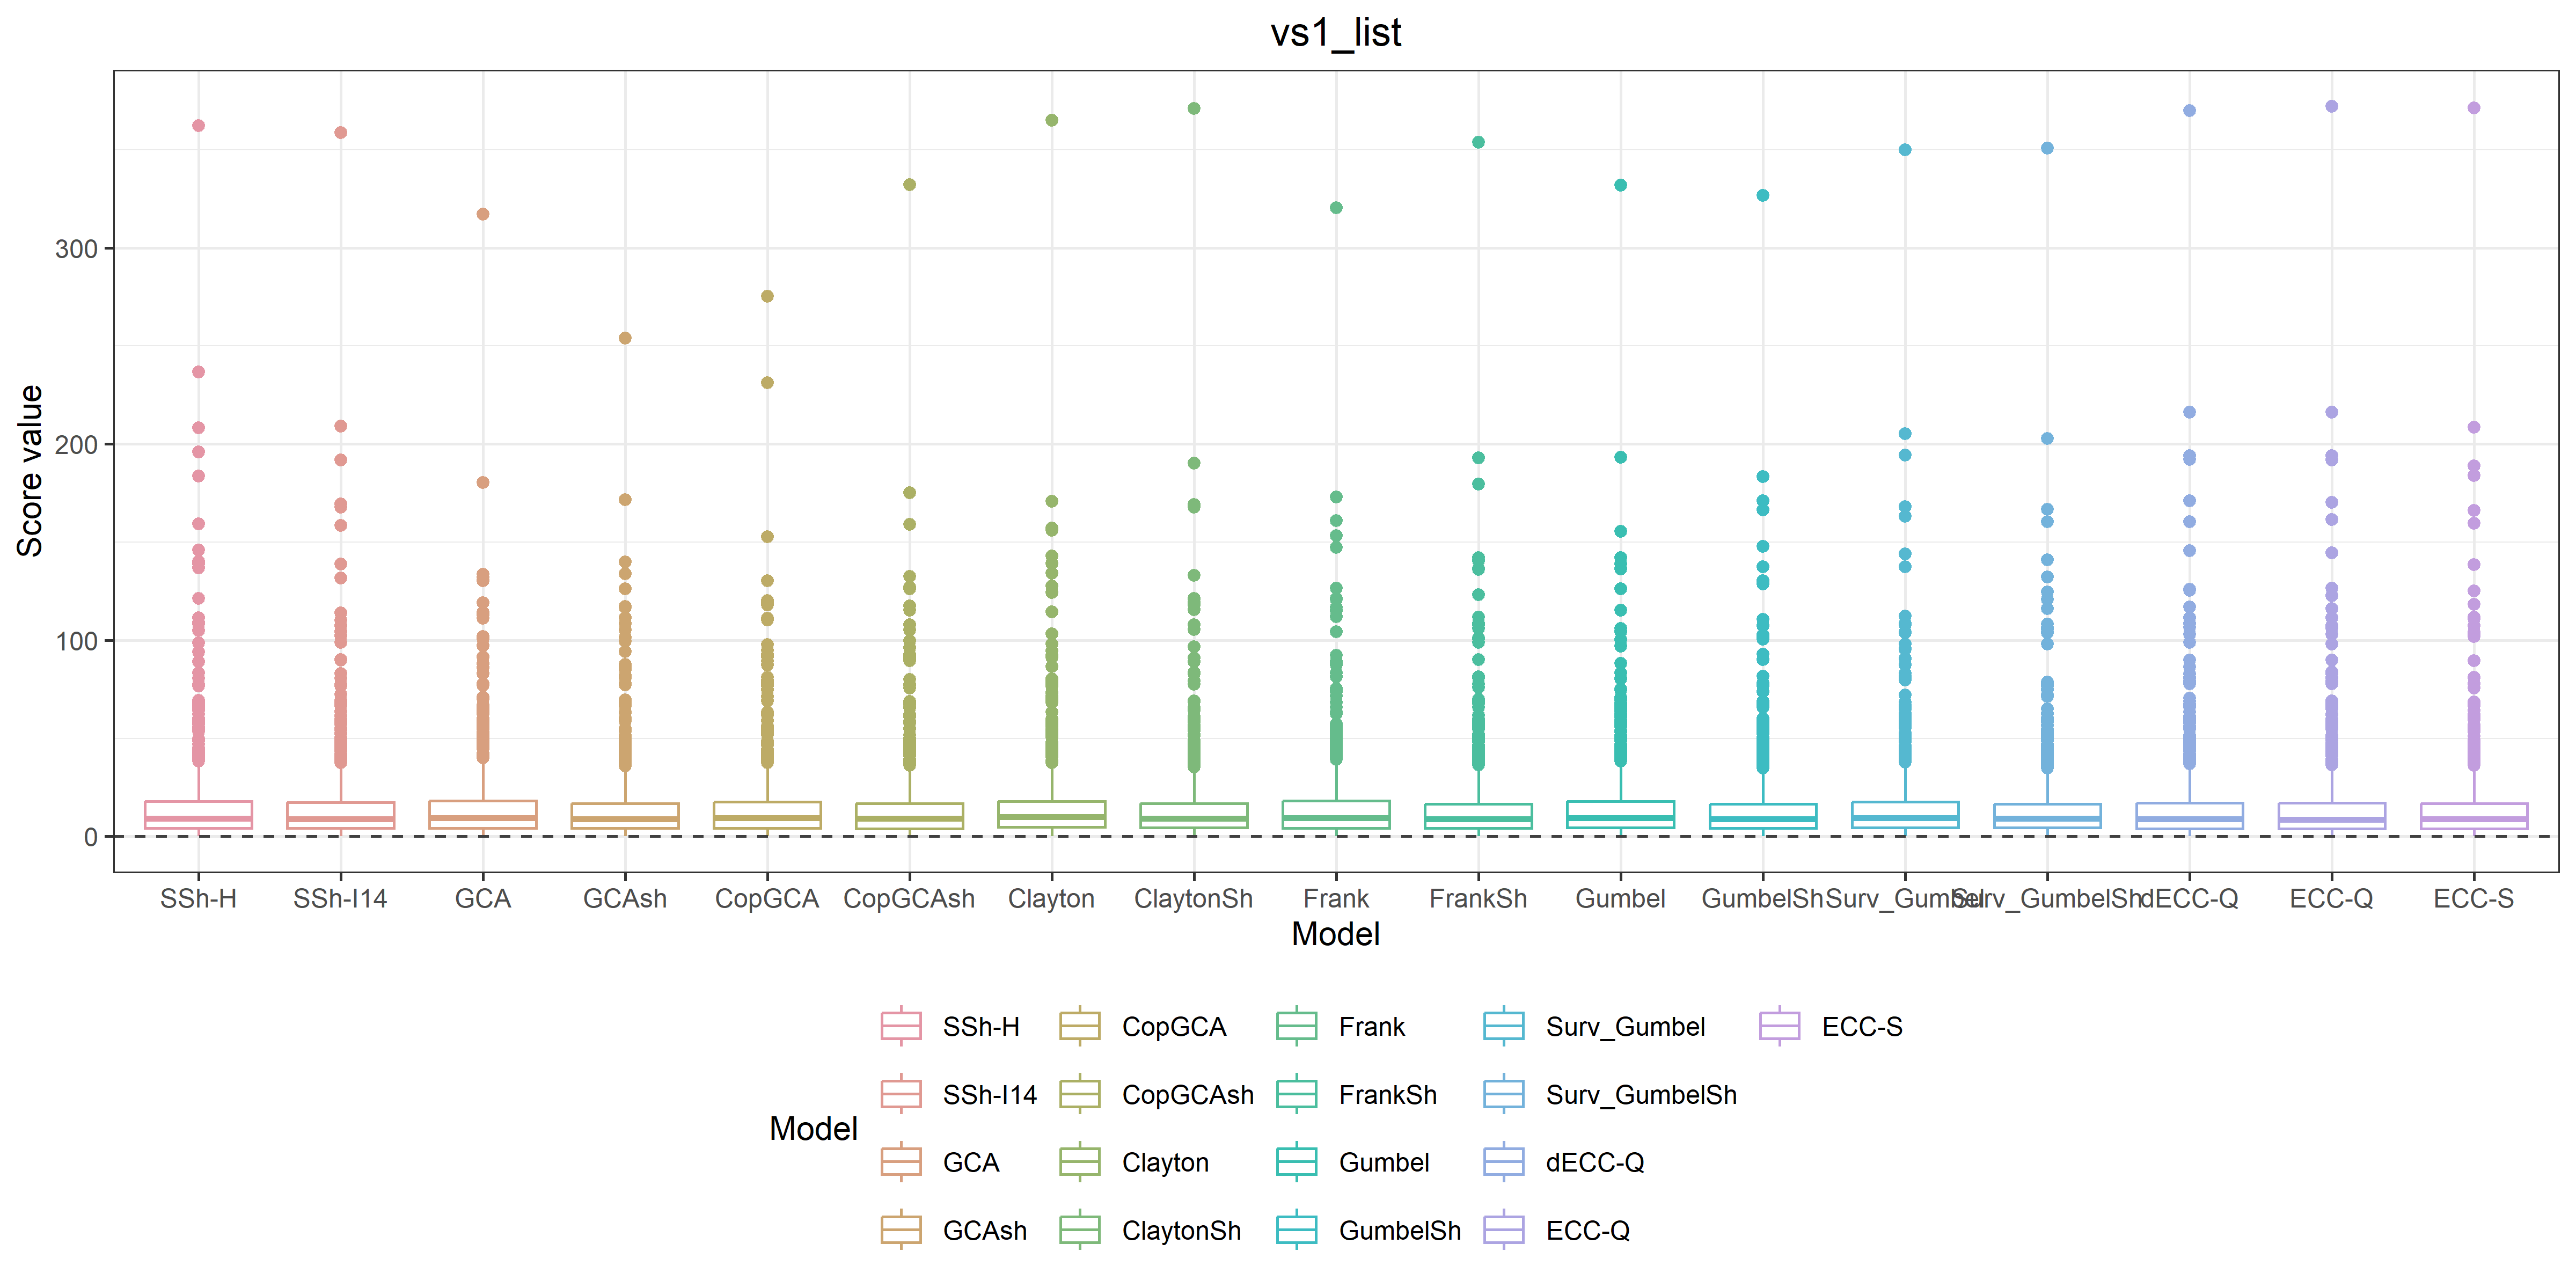 vs1_list
Score value
300
200
100
0
SSh-H SSh-I14 GCA GCAsh CopGCA CopGCAsh Clayton ClaytonSh Frank FrankSh Gumbel GumbelSh Surv_Gumbel Surv_GumbelSh dECC-Q ECC-Q ECC-S
Model
Model
SSh-H CopGCA Frank Surv_Gumbel ECC-S
SSh-I14 CopGCAsh FrankSh Surv_GumbelSh
GCA Clayton Gumbel dECC-Q
GCAsh ClaytonSh GumbelSh ECC-Q